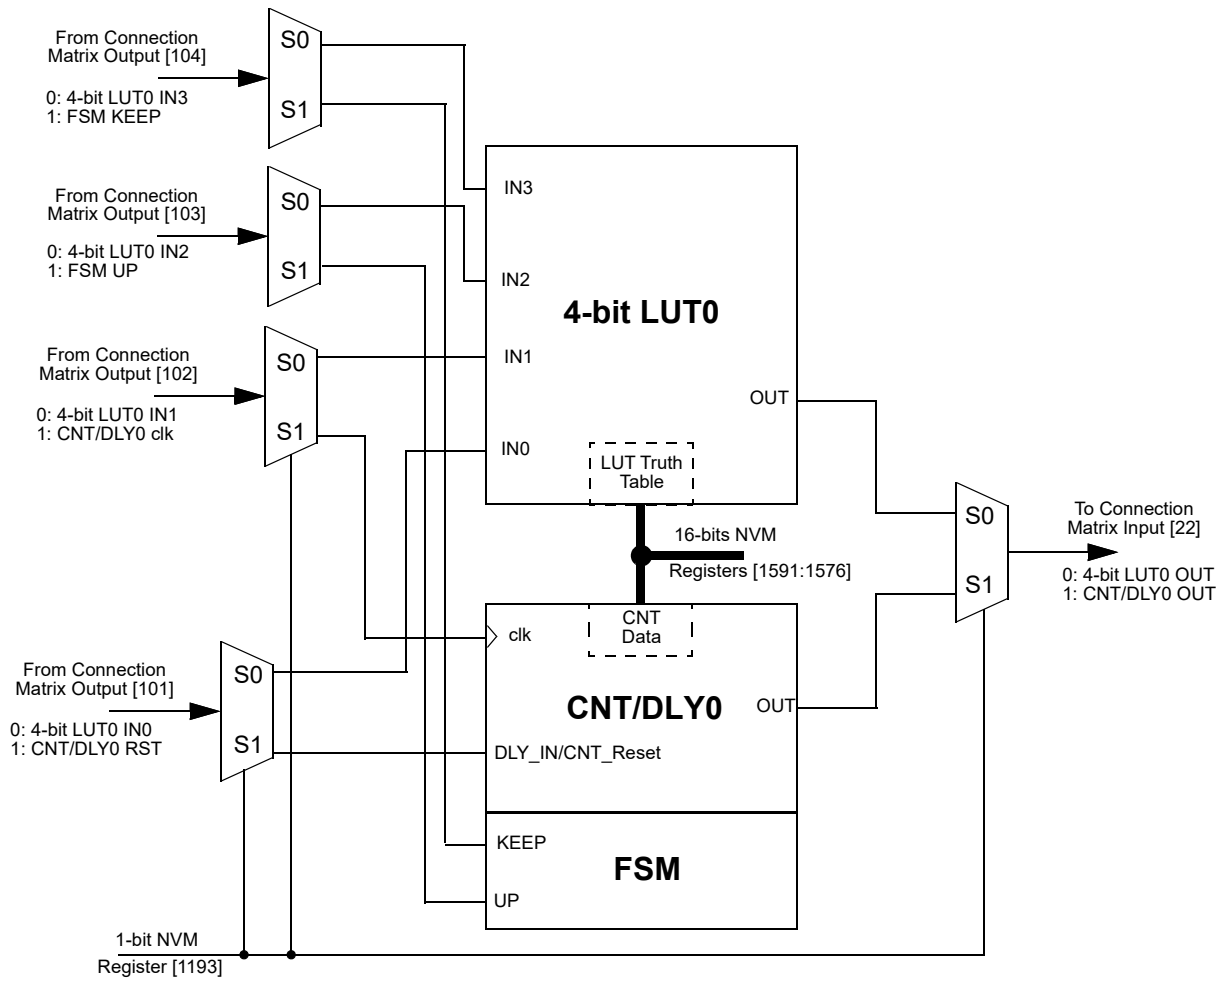 From Connection
Matrix Output [104]
0: 4-bit LUT0 IN3
1: FSM KEEP
S0
S1
From Connection
Matrix Output [103]
0: 4-bit LUT0 IN2
1: FSM UP
S0
S1
From Connection
Matrix Output [102]
0: 4-bit LUT0 IN1
1: CNT/DLY0 clk
S0
S1
From Connection
Matrix Output [101]
0: 4-bit LUT0 IN0
1: CNT/DLY0 RST
S0
S1
IN3
IN2
IN1
IN0
4-bit LUT0
OUT
LUT Truth
Table
16-bits NVM
Registers [1591:1576]
CNT
Data
clk
CNT/DLY0
OUT
DLY_IN/CNT_Reset
KEEP
FSM
UP
S0
S1
To Connection
Matrix Input [22]
0: 4-bit LUT0 OUT
1: CNT/DLY0 OUT
1-bit NVM
Register [1193]